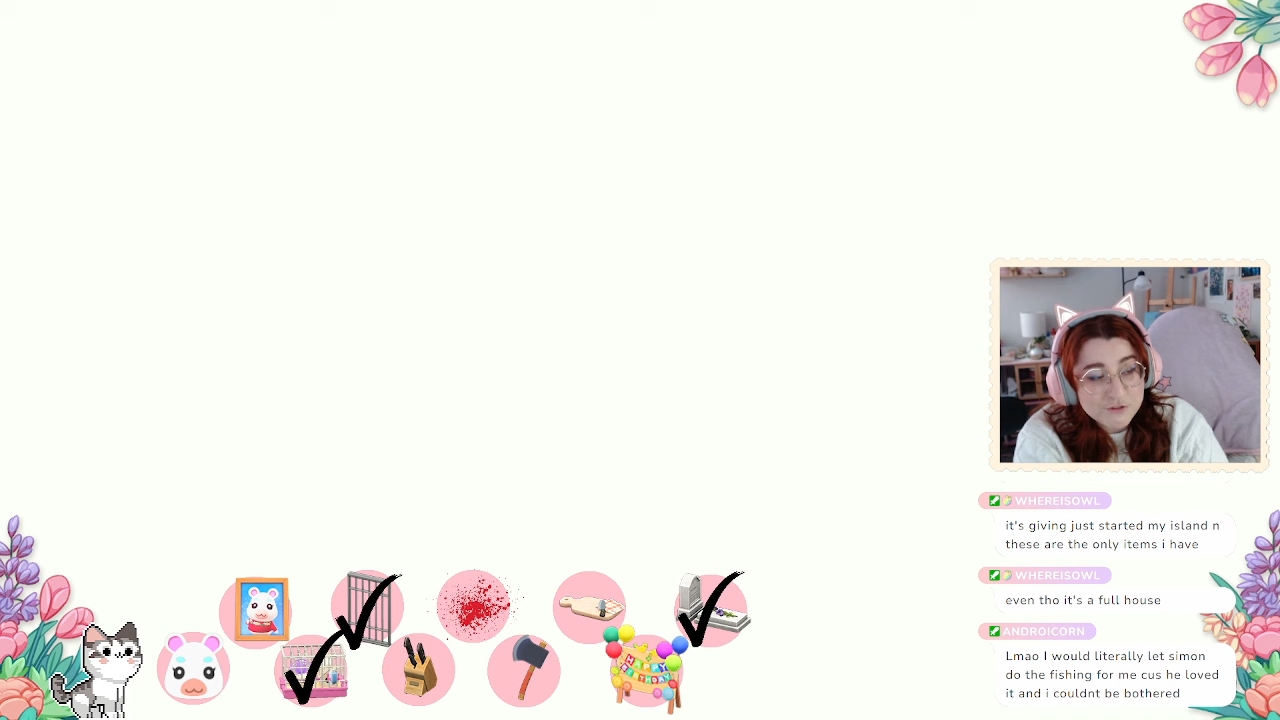 WHEREISOWL
it's giving just started my island n
these are the only items i have
WHEREISOWL
even tho it's a full house
ANDROICORN
Lmao I would literally let simon
do the fishing for me cus he loved
it and i couldnt be bothered
HAPPY
BIRTHDAY